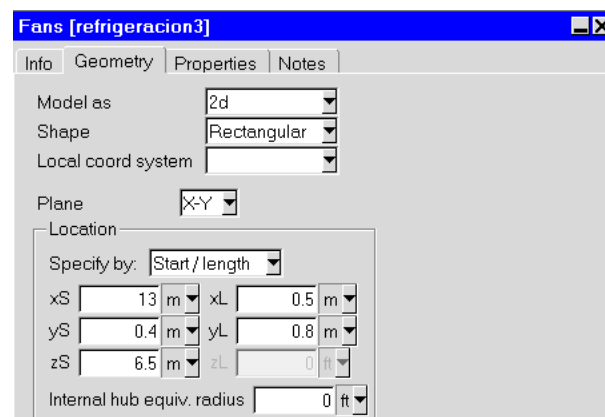 Fans [refrigeracion3]
Info Geometry Properties Notes
Model as 2d
Shape Rectangular
Local coord system
Plane X-Y
Location
Specify by: Start / length
xS 13 m xL 0.5 m
yS 0.4 m yL 0.8 m
zS 6.5 m zL 0 ft
Internal hub equiv. radius 0 ft